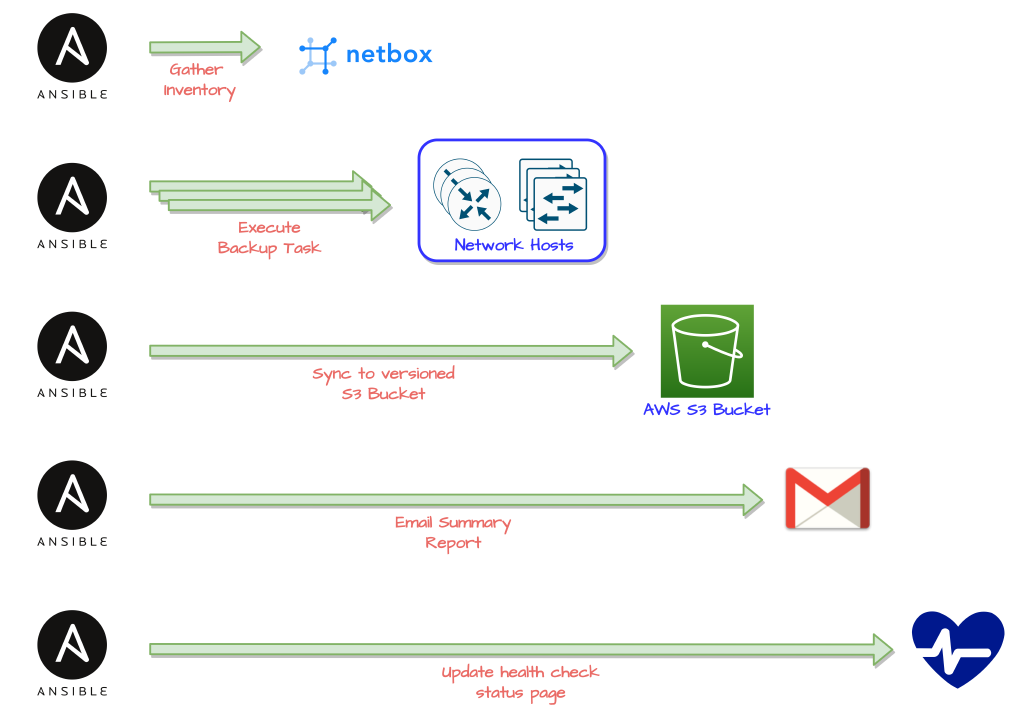 netbox
Gather
Inventory
ANSIBLE
Execute
Backup Task
Network Hosts
ANSIBLE
Sync to versioned
S3 Bucket
AWS S3 Bucket
ANSIBLE
Email Summary
Report
ANSIBLE
Update health check
status page
ANSIBLE